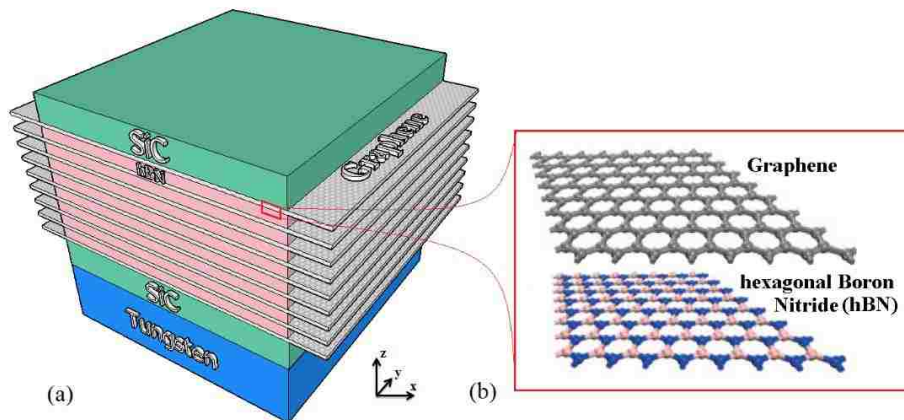 SiC
hBN
Graphene
SiC
Tungsten
z
y
x
(a)
(b)
Graphene
hexagonal Boron
Nitride (hBN)